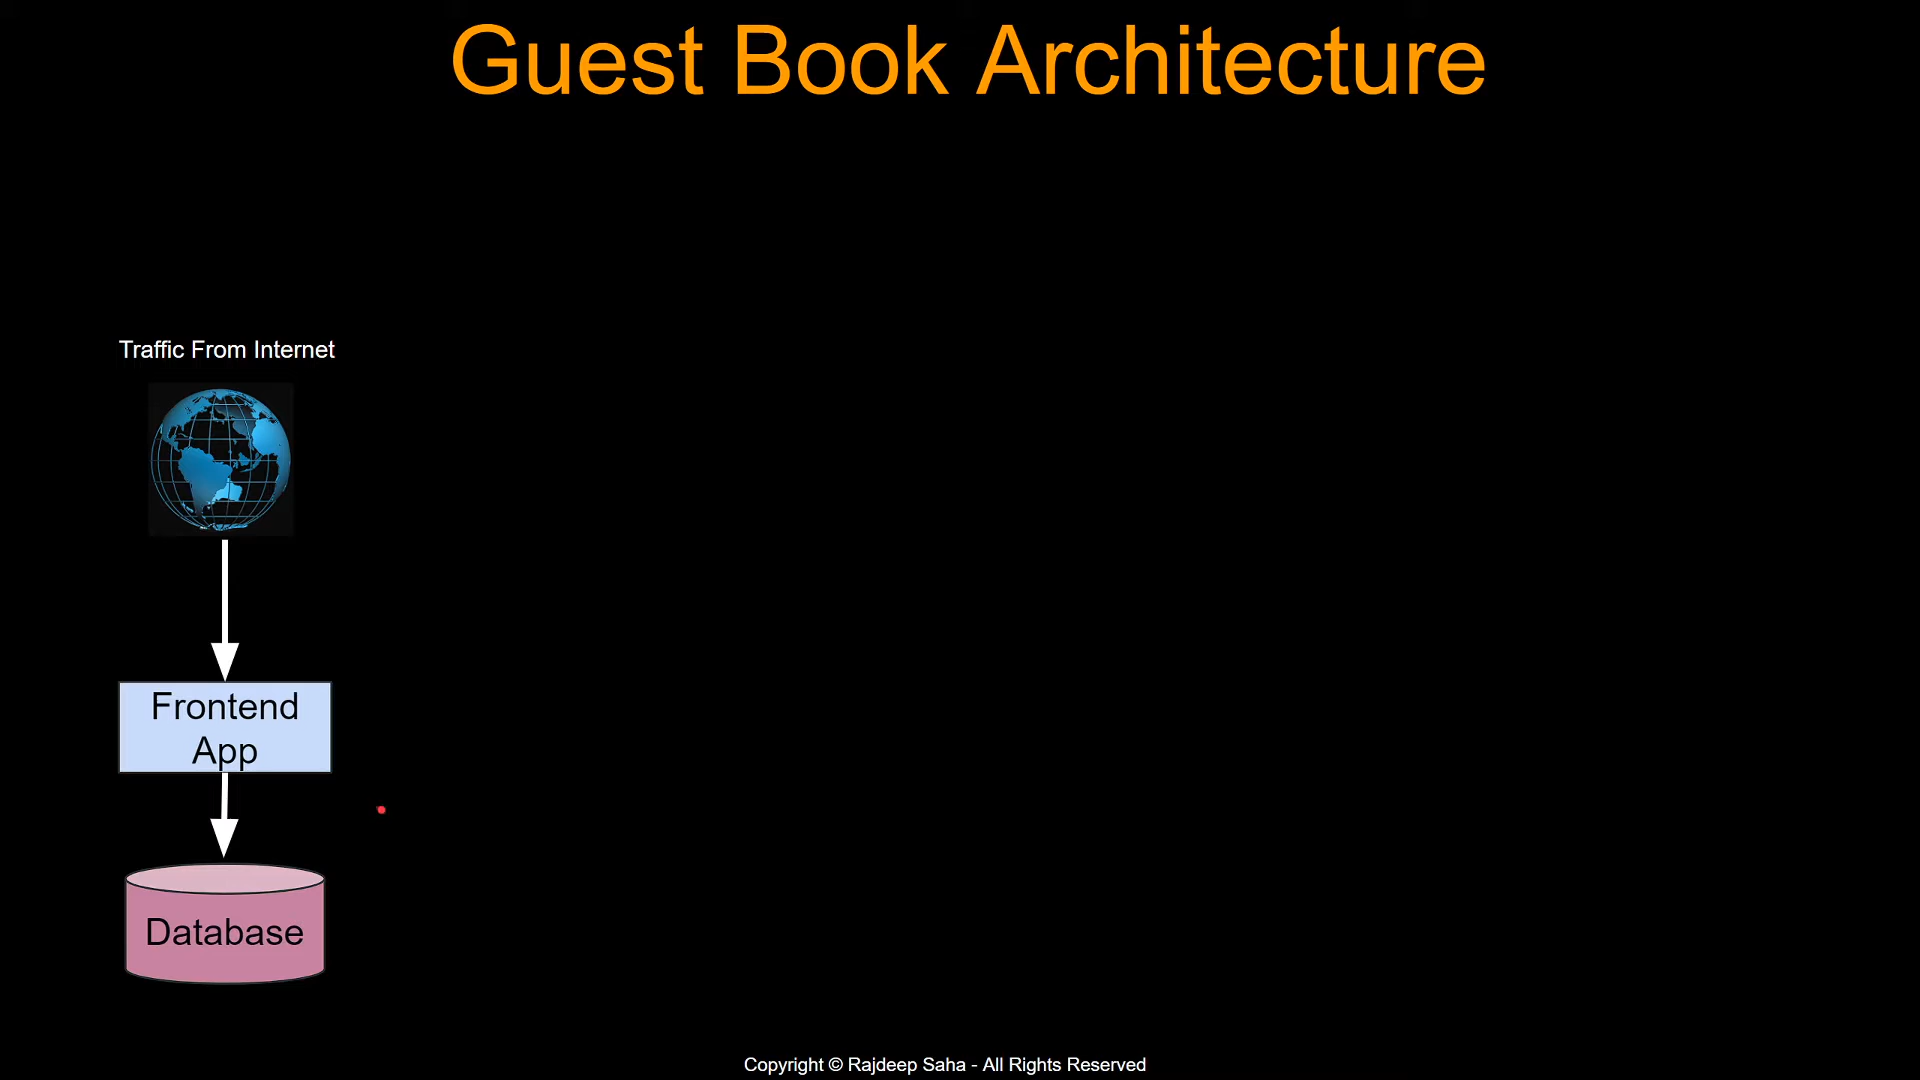 Guest Book Architecture
Traffic From Internet
Frontend
App
Database
Copyright © Rajdeep Saha - All Rights Reserved